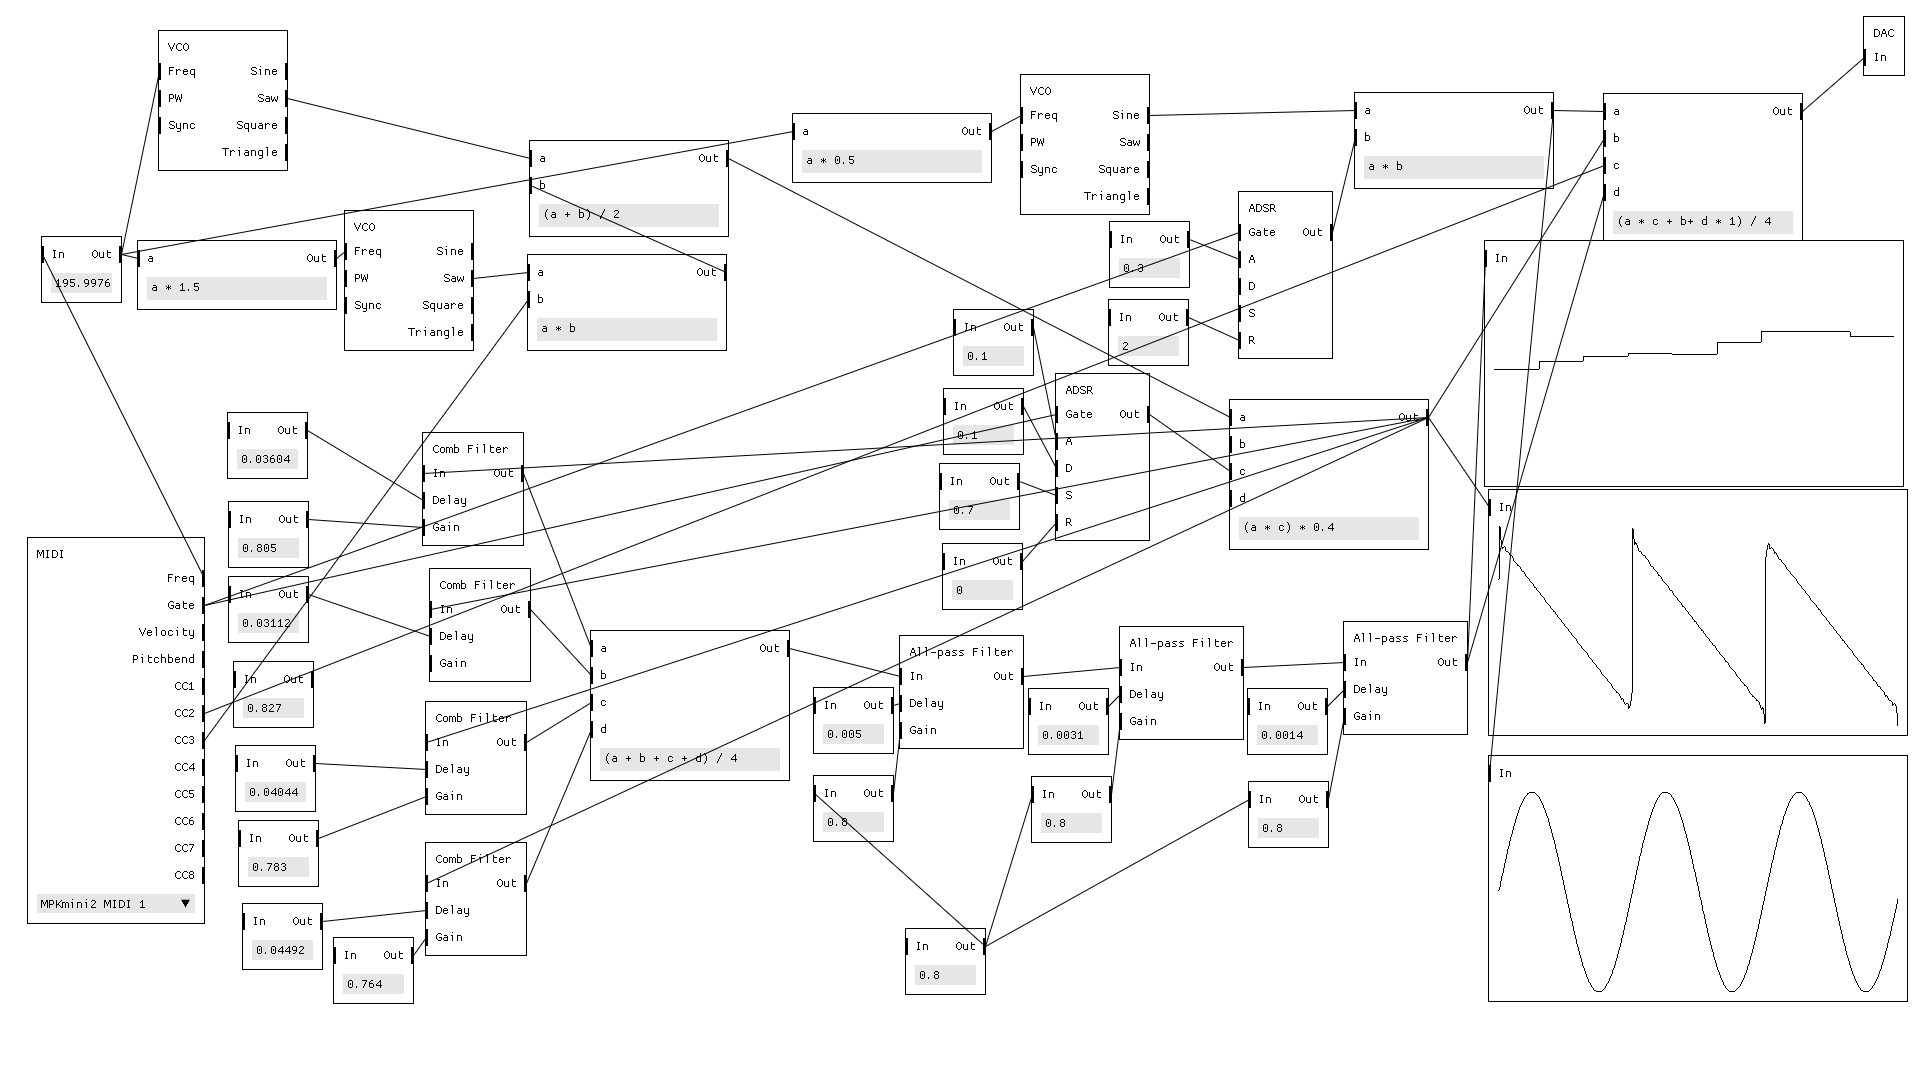 VCO
Freq Sine
PW Saw
Sync Square
Triangle
In Out
195.9976
a Out
a * 1.5
VCO
Freq Sine
PW Saw
Sync Square
Triangle
a Out
b
(a + b) / 2
a Out
b
a * b
a Out
a * 0.5
VCO
Freq Sine
PW Saw
Sync Square
Triangle
In Out
0.3
In Out
2
ADSR
Gate Out
A
D
S
R
a Out
b
a * b
a Out
b
c
d
(a * c + b+ d * 1) / 4
DAC
In
In
In
In
In Out
0.1
In Out
0.1
In Out
0.7
In Out
0
ADSR
Gate Out
A
D
S
R
a Out
b
c
d
(a * c) * 0.4
MIDI
Freq
Gate
Velocity
Pitchbend
CC1
CC2
CC3
CC4
CC5
CC6
CC7
CC8
MPKmini2 MIDI 1
In Out
0.03604
In Out
0.805
In Out
0.03112
In Out
0.827
In Out
0.04044
In Out
0.783
In Out
0.04492
In Out
0.764
Comb Filter
In Out
Delay
Gain
Comb Filter
In Out
Delay
Gain
Comb Filter
In Out
Delay
Gain
Comb Filter
In Out
Delay
Gain
a Out
b
c
d
(a + b + c + d) / 4
In Out
0.005
In Out
0.8
All-pass Filter
In Out
Delay
Gain
In Out
0.0031
In Out
0.8
All-pass Filter
In Out
Delay
Gain
In Out
0.0014
In Out
0.8
All-pass Filter
In Out
Delay
Gain
In Out
0.8